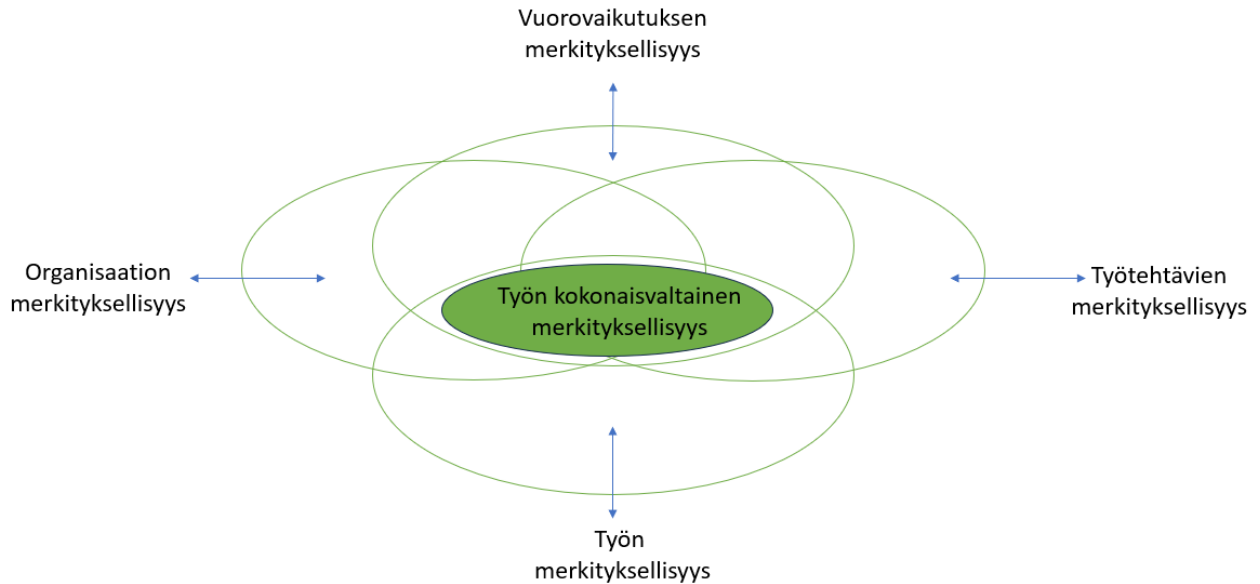 Vuorovaikutuksen
merkityksellisyys
Organisaation
merkityksellisyys
Työn kokonaisvaltainen
merkityksellisyys
Työtehtävien
merkityksellisyys
Työn
merkityksellisyys